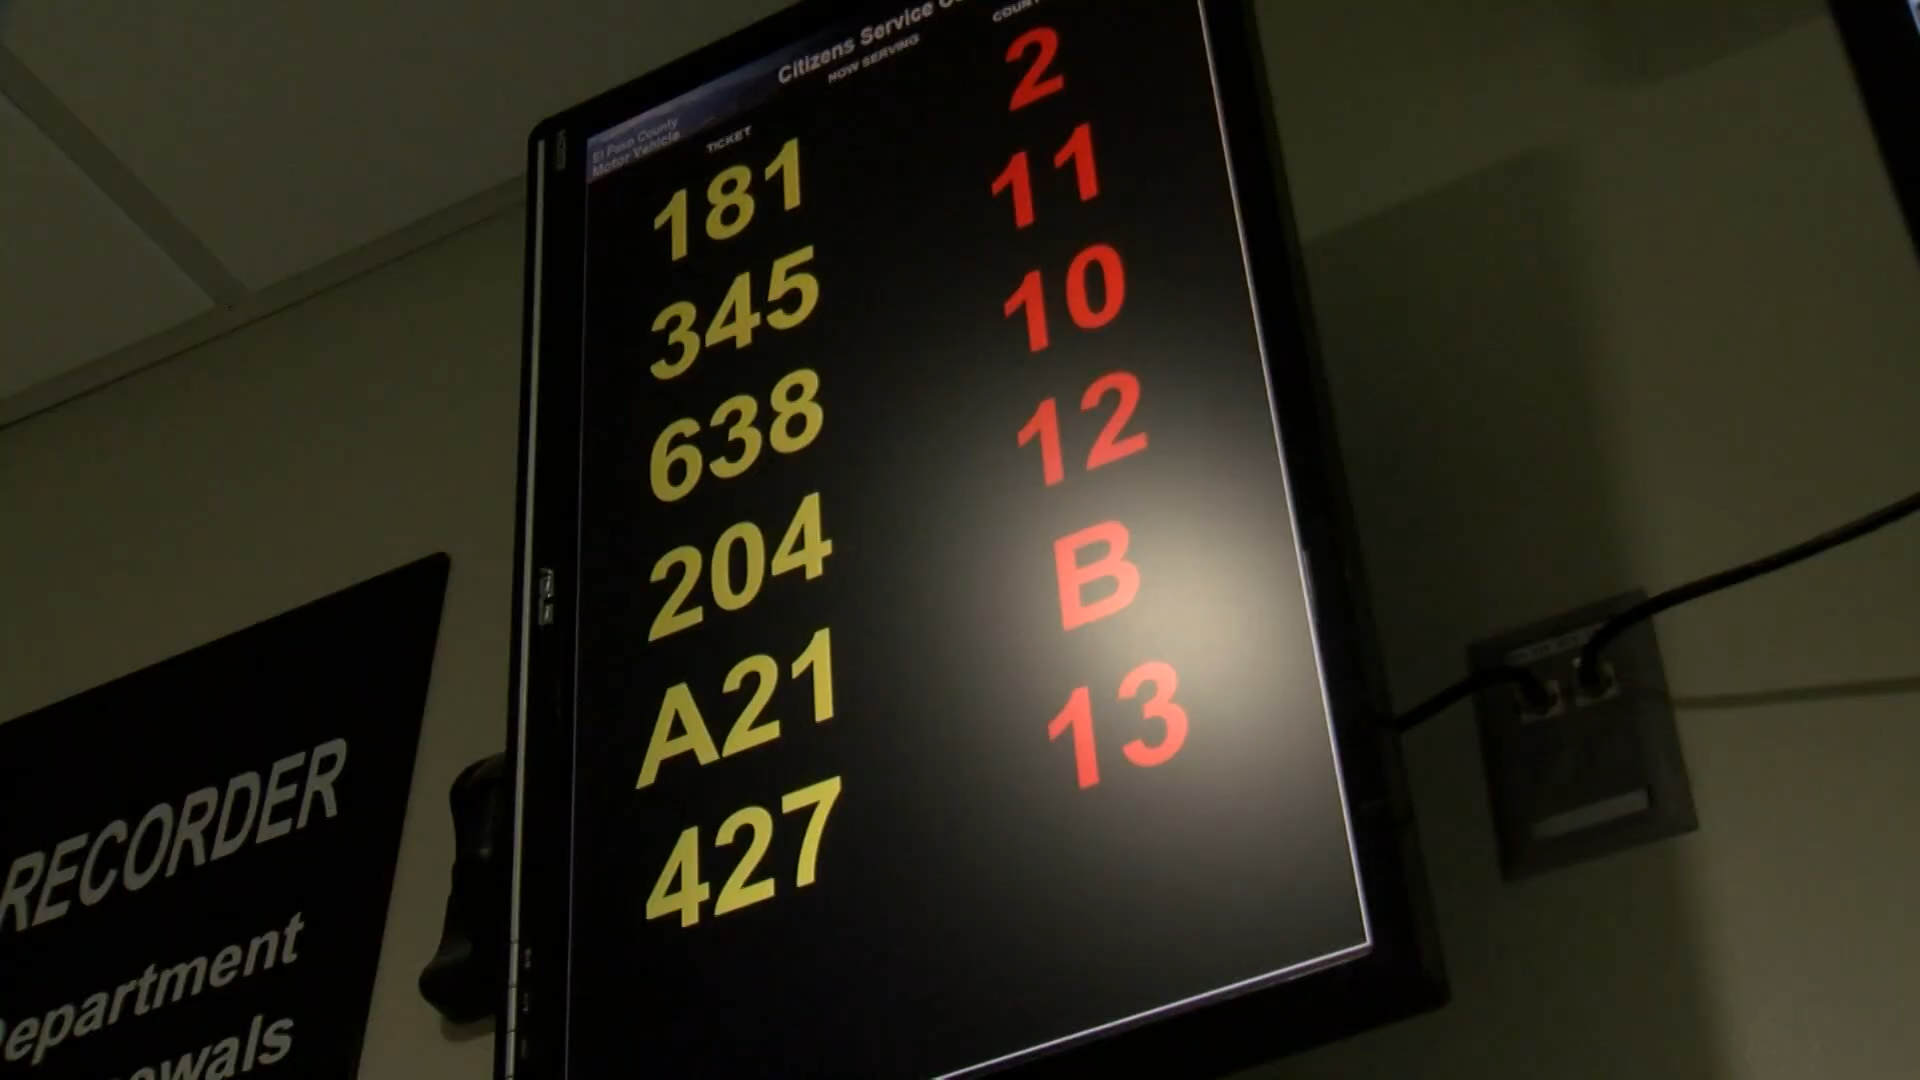 Citizens Service
NOW SERVING
El Paso County
Motor Vehicle
TICKET
181 2
345 11
638 10
204 12
A21 B
427 13
RECORDER
epartment
ewals